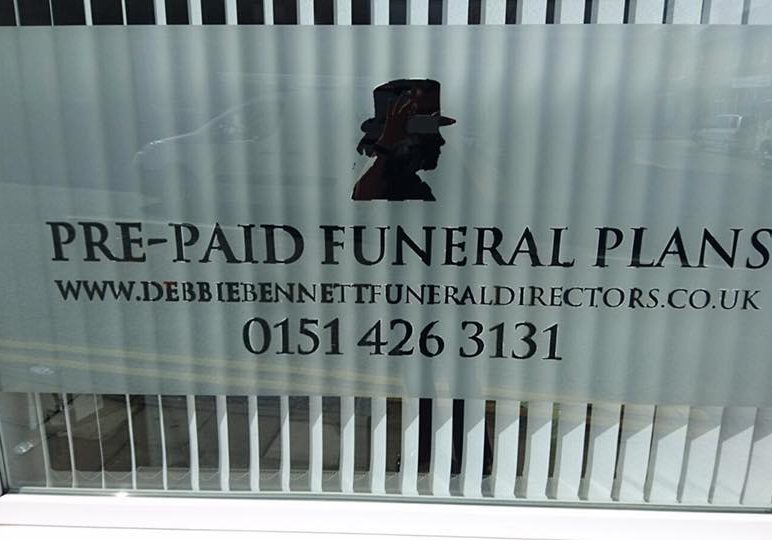 PRE-PAID FUNERAL PLANS
WWW.DEBBIEBENNETTFUNERALDIRECTORS.CO.UK
0151 426 3131